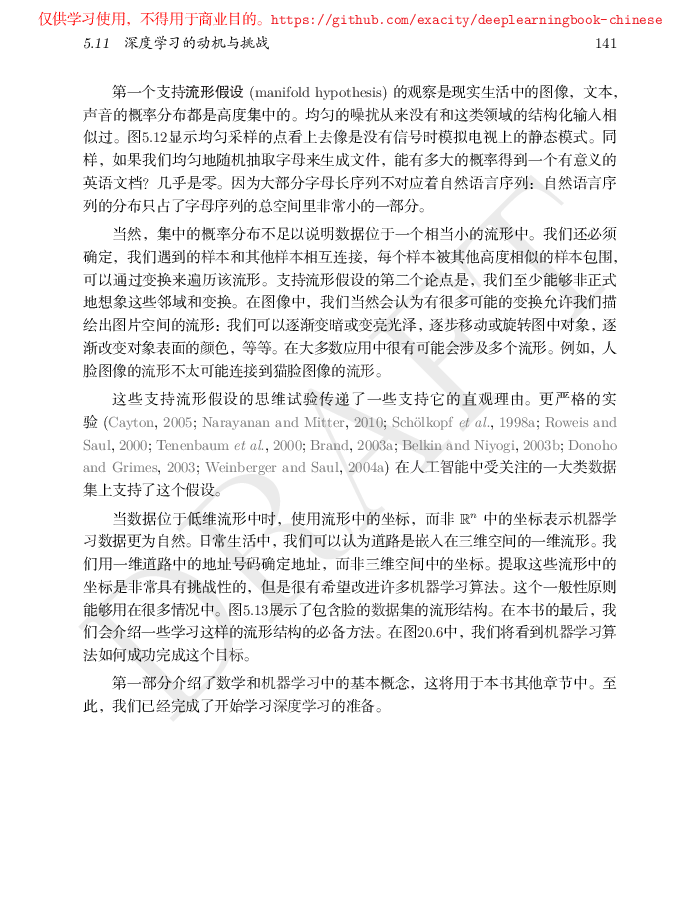 仅供学习使用，不得用于商业目的。https://github.com/exacity/deeplearningbook-chinese
5.11 深度学习的动机与挑战 141
第一个支持流形假设 (manifold hypothesis) 的观察是现实生活中的图像，文本，
声音的概率分布都是高度集中的。均匀的噪扰从来没有和这类领域的结构化输入相
似过。图5.12显示均匀采样的点看上去像是没有信号时模拟电视上的静态模式。同
样，如果我们均匀地随机抽取字母来生成文件，能有多大的概率得到一个有意义的
英语文档？几乎是零。因为大部分字母长序列不对应着自然语言序列：自然语言序
列的分布只占了字母序列的总空间里非常小的一部分。
当然，集中的概率分布不足以说明数据位于一个相当小的流形中。我们还必须
确定，我们遇到的样本和其他样本相互连接，每个样本被其他高度相似的样本包围，
可以通过变换来遍历该流形。支持流形假设的第二个论点是，我们至少能够非正式
地想象这些邻域和变换。在图像中，我们当然会认为有很多可能的变换允许我们描
绘出图片空间的流形：我们可以逐渐变暗或变亮光泽，逐步移动或旋转图中对象，逐
渐改变对象表面的颜色，等等。在大多数应用中很有可能会涉及多个流形。例如，人
脸图像的流形不太可能连接到猫脸图像的流形。
这些支持流形假设的思维试验传递了一些支持它的直观理由。更严格的实
验 (Cayton, 2005; Narayanan and Mitter, 2010; Schölkopf et al., 1998a; Roweis and
Saul, 2000; Tenenbaum et al., 2000; Brand, 2003a; Belkin and Niyogi, 2003b; Donoho
and Grimes, 2003; Weinberger and Saul, 2004a) 在人工智能中受关注的一大类数据
集上支持了这个假设。
当数据位于低维流形中时，使用流形中的坐标，而非 ℝⁿ 中的坐标表示机器学
习数据更为自然。日常生活中，我们可以认为道路是嵌入在三维空间的一维流形。我
们用一维道路中的地址号码确定地址，而非三维空间中的坐标。提取这些流形中的
坐标是非常具有挑战性的，但是很有希望改进许多机器学习算法。这个一般性原则
能够用在很多情况中。图5.13展示了包含脸的数据集的流形结构。在本书的最后，我
们会介绍一些学习这样的流形结构的必备方法。在图20.6中，我们将看到机器学习算
法如何成功完成这个目标。
第一部分介绍了数学和机器学习中的基本概念，这将用于本书其他章节中。至
此，我们已经完成了开始学习深度学习的准备。
DRAFT